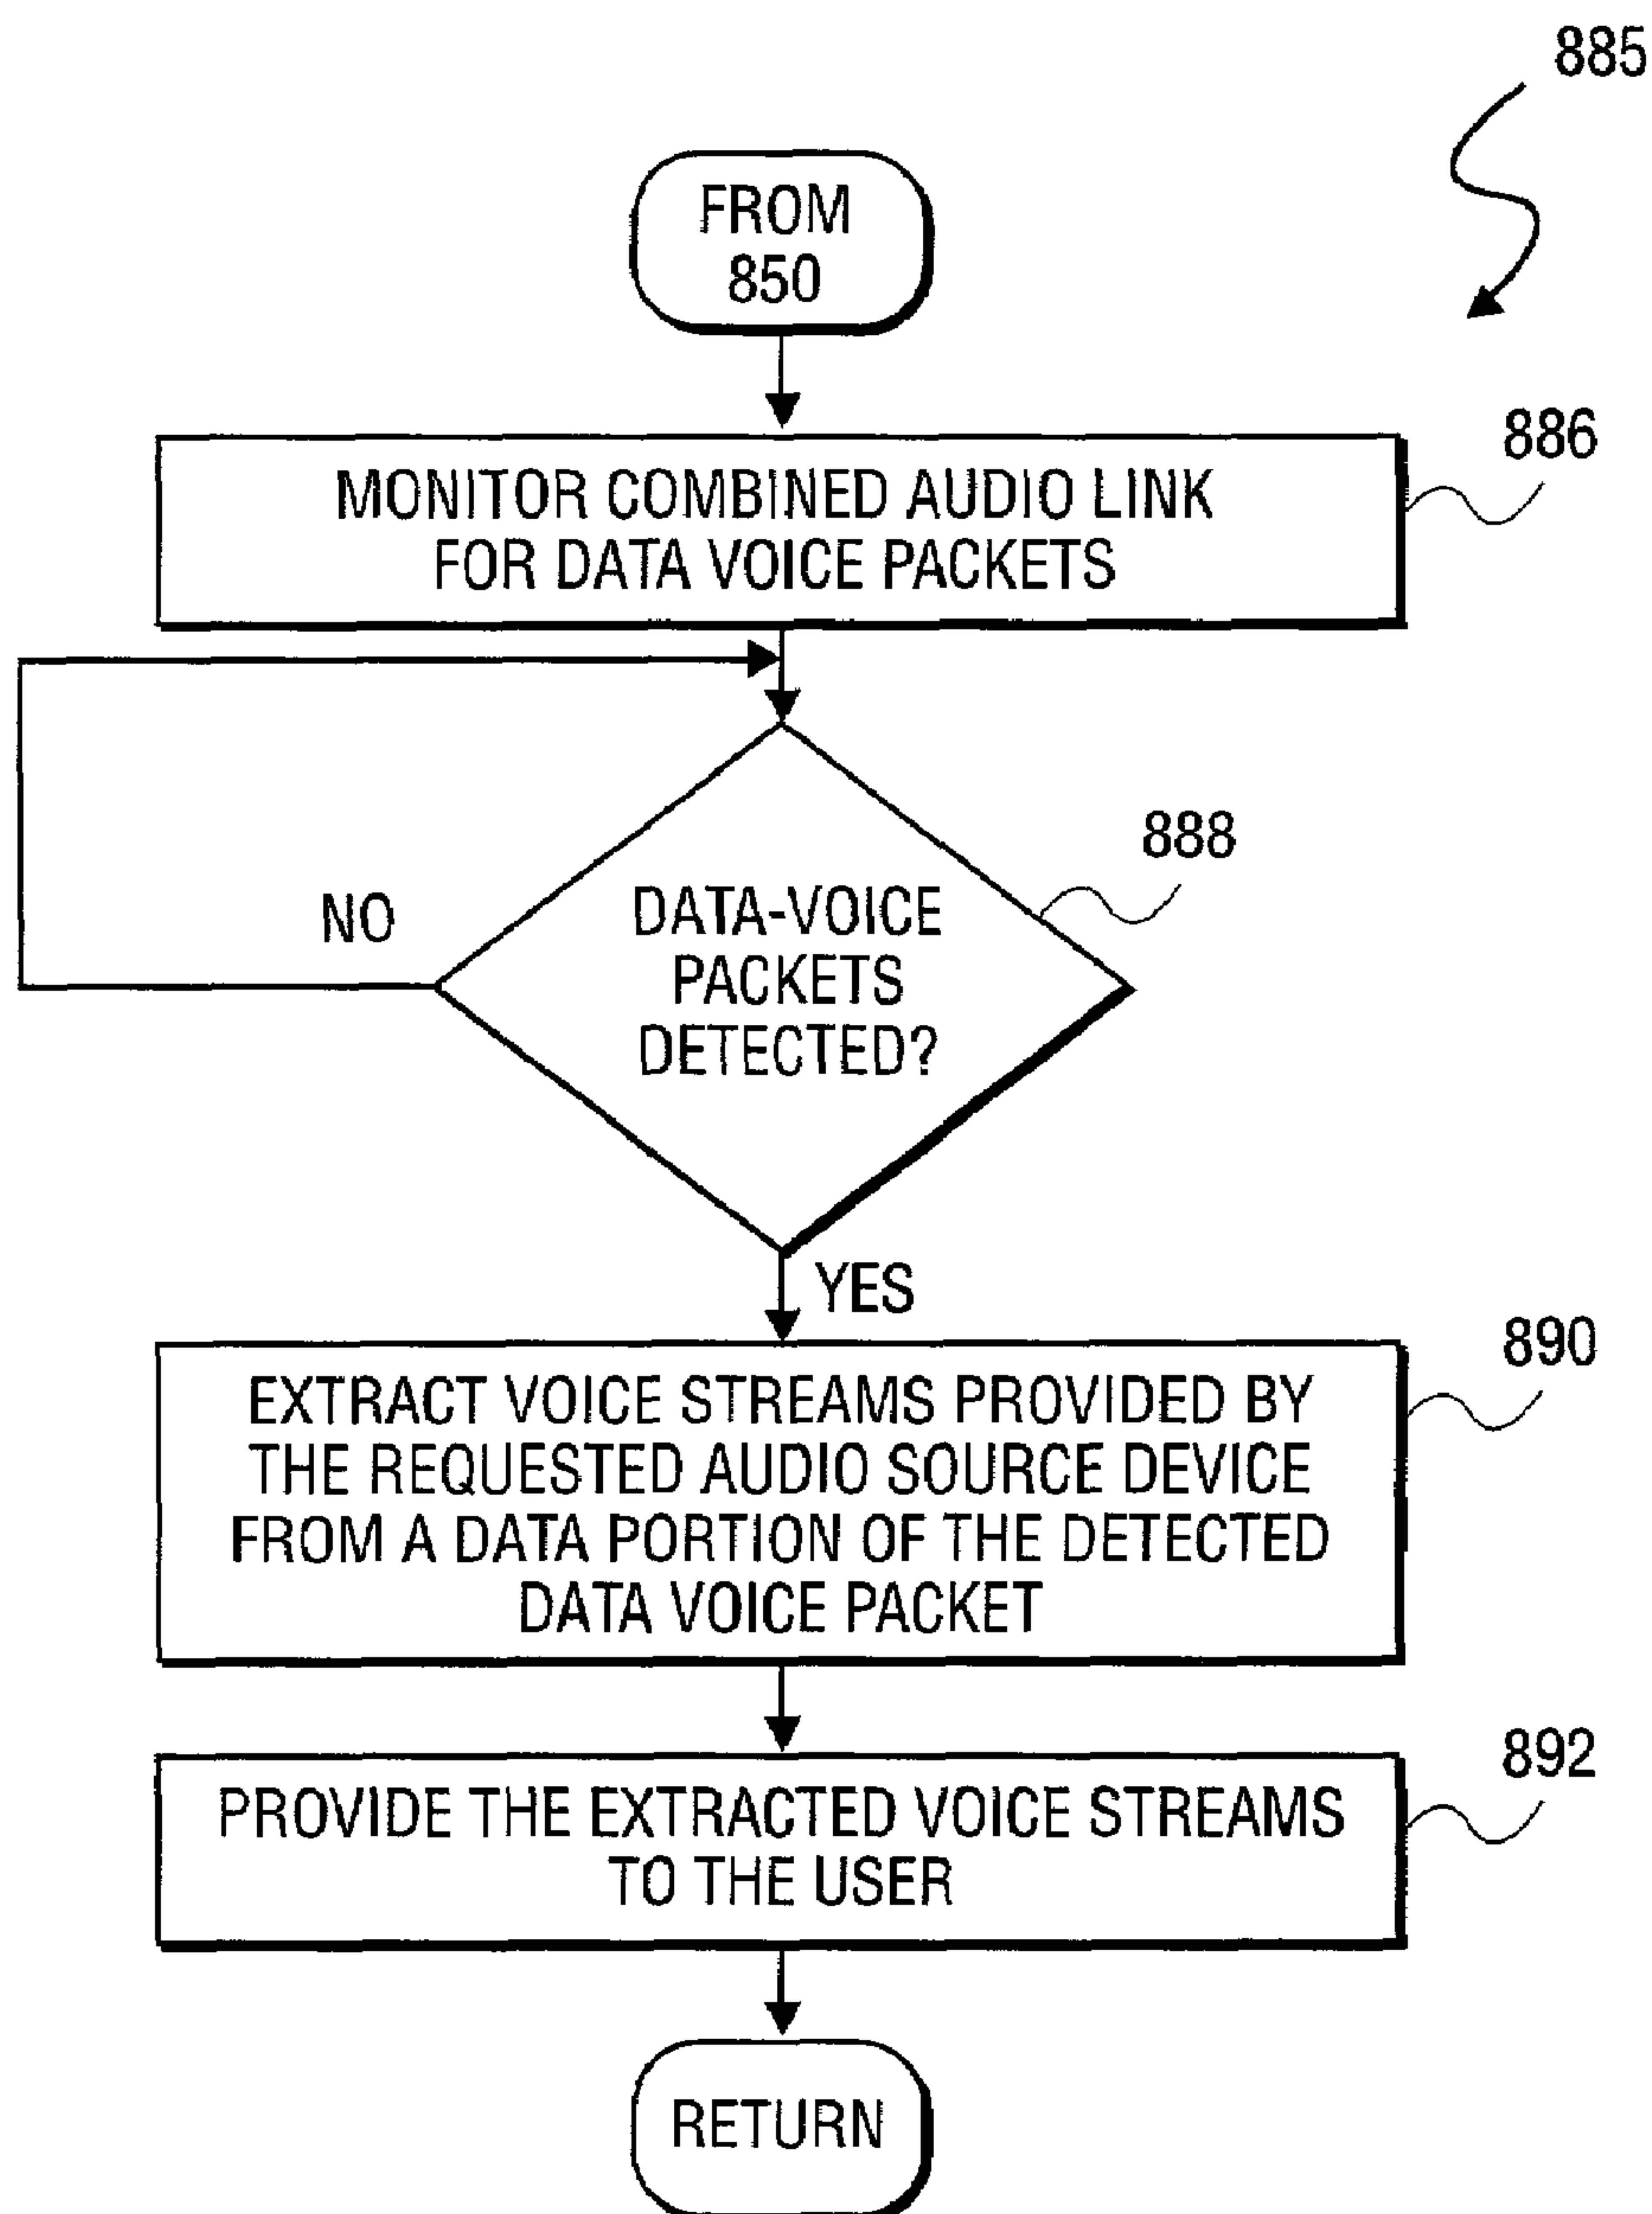 885
FROM
850
886
MONITOR COMBINED AUDIO LINK
FOR DATA VOICE PACKETS
888
NO
DATA-VOICE
PACKETS
DETECTED?
YES
890
EXTRACT VOICE STREAMS PROVIDED BY
THE REQUESTED AUDIO SOURCE DEVICE
FROM A DATA PORTION OF THE DETECTED
DATA VOICE PACKET
892
PROVIDE THE EXTRACTED VOICE STREAMS
TO THE USER
RETURN